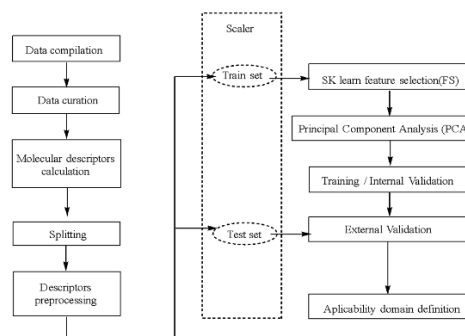 Data compilation
Data curation
Molecular descriptors
calculation
Splitting
Descriptors
preprocessing
Scaler
Train set
Test set
SK learn feature selection(FS)
Principal Component Analysis (PCA
Training / Internal Validation
External Validation
Aplicability domain definition